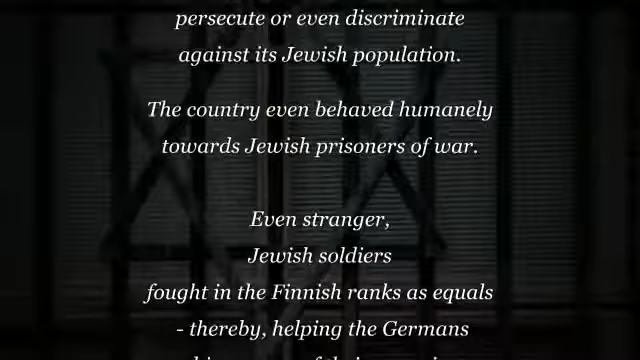 persecute or even discriminate
against its Jewish population.
The country even behaved humanely
towards Jewish prisoners of war.
Even stranger,
Jewish soldiers
fought in the Finnish ranks as equals
- thereby, helping the Germans